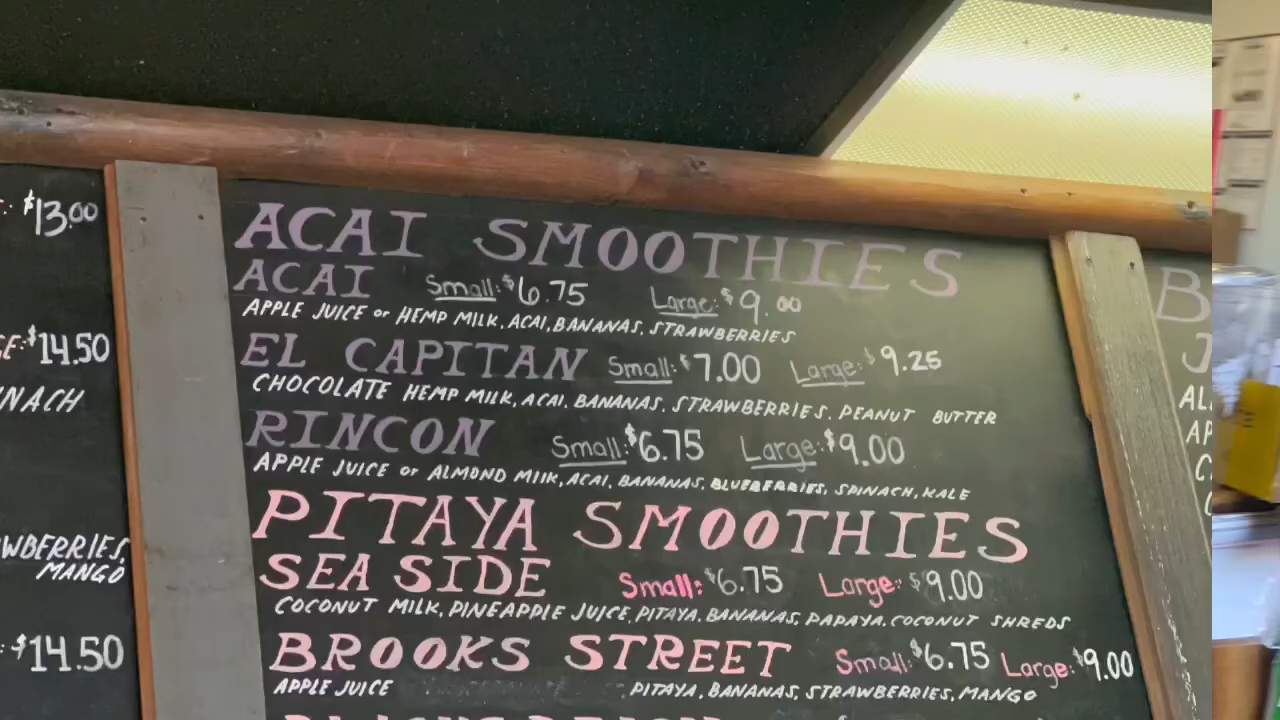 $13.00
$14.50
NACH
WBERRIES,
MANGO
$14.50
ACAI SMOOTHIES
ACAI Small: $6.75 Large: $9.00
APPLE JUICE or HEMP MILK, ACAI, BANANAS, STRAWBERRIES
EL CAPITAN Small: $7.00 Large: $9.25
CHOCOLATE HEMP MILK, ACAI, BANANAS, STRAWBERRIES, PEANUT BUTTER
RINCON Small: $6.75 Large: $9.00
APPLE JUICE or ALMOND MILK, ACAI, BANANAS, BLUEBERRIES, SPINACH, KALE
PITAYA SMOOTHIES
SEA SIDE Small: $6.75 Large: $9.00
COCONUT MILK, PINEAPPLE JUICE, PITAYA, BANANAS, PAPAYA, COCONUT SHREDS
BROOKS STREET Small: $6.75 Large: $9.00
APPLE JUICE PITAYA, BANANAS, STRAWBERRIES, MANGO
B
J
AL
AP
C